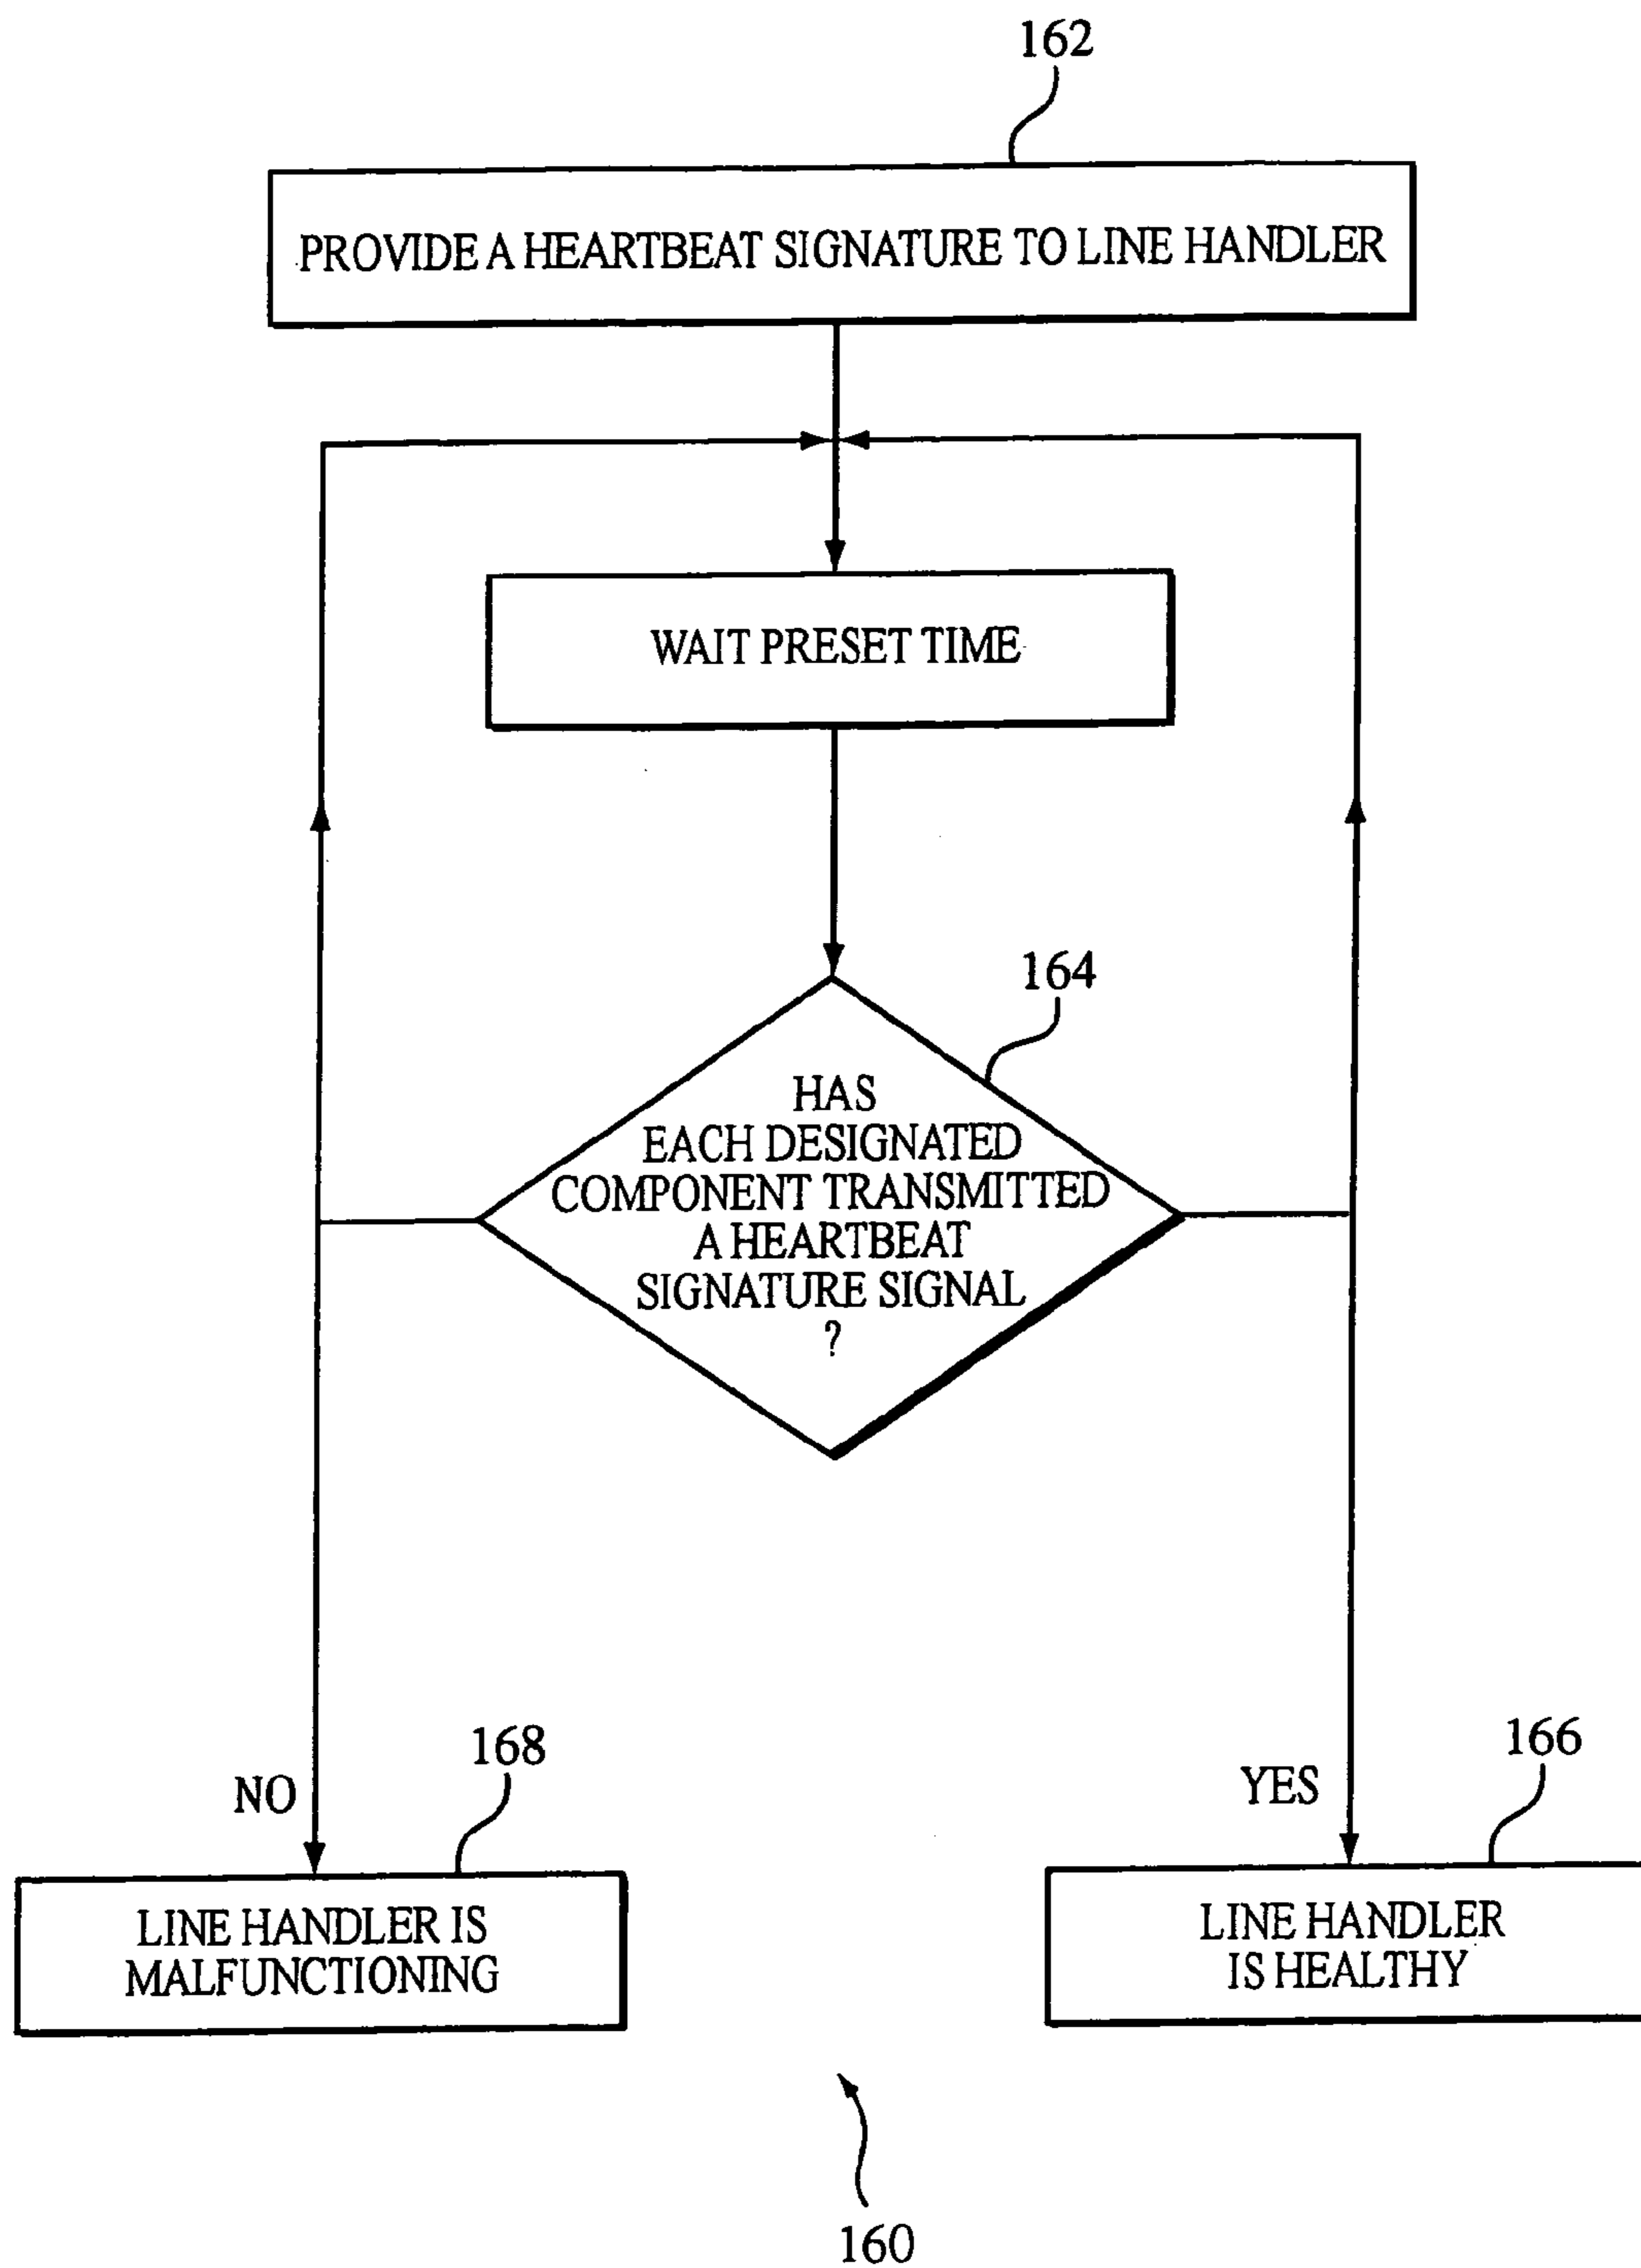 162
PROVIDE A HEARTBEAT SIGNATURE TO LINE HANDLER
WAIT PRESET TIME
164
HAS
EACH DESIGNATED
COMPONENT TRANSMITTED
A HEARTBEAT
SIGNATURE SIGNAL
?
NO
168
YES
166
LINE HANDLER IS
MALFUNCTIONING
LINE HANDLER
IS HEALTHY
160